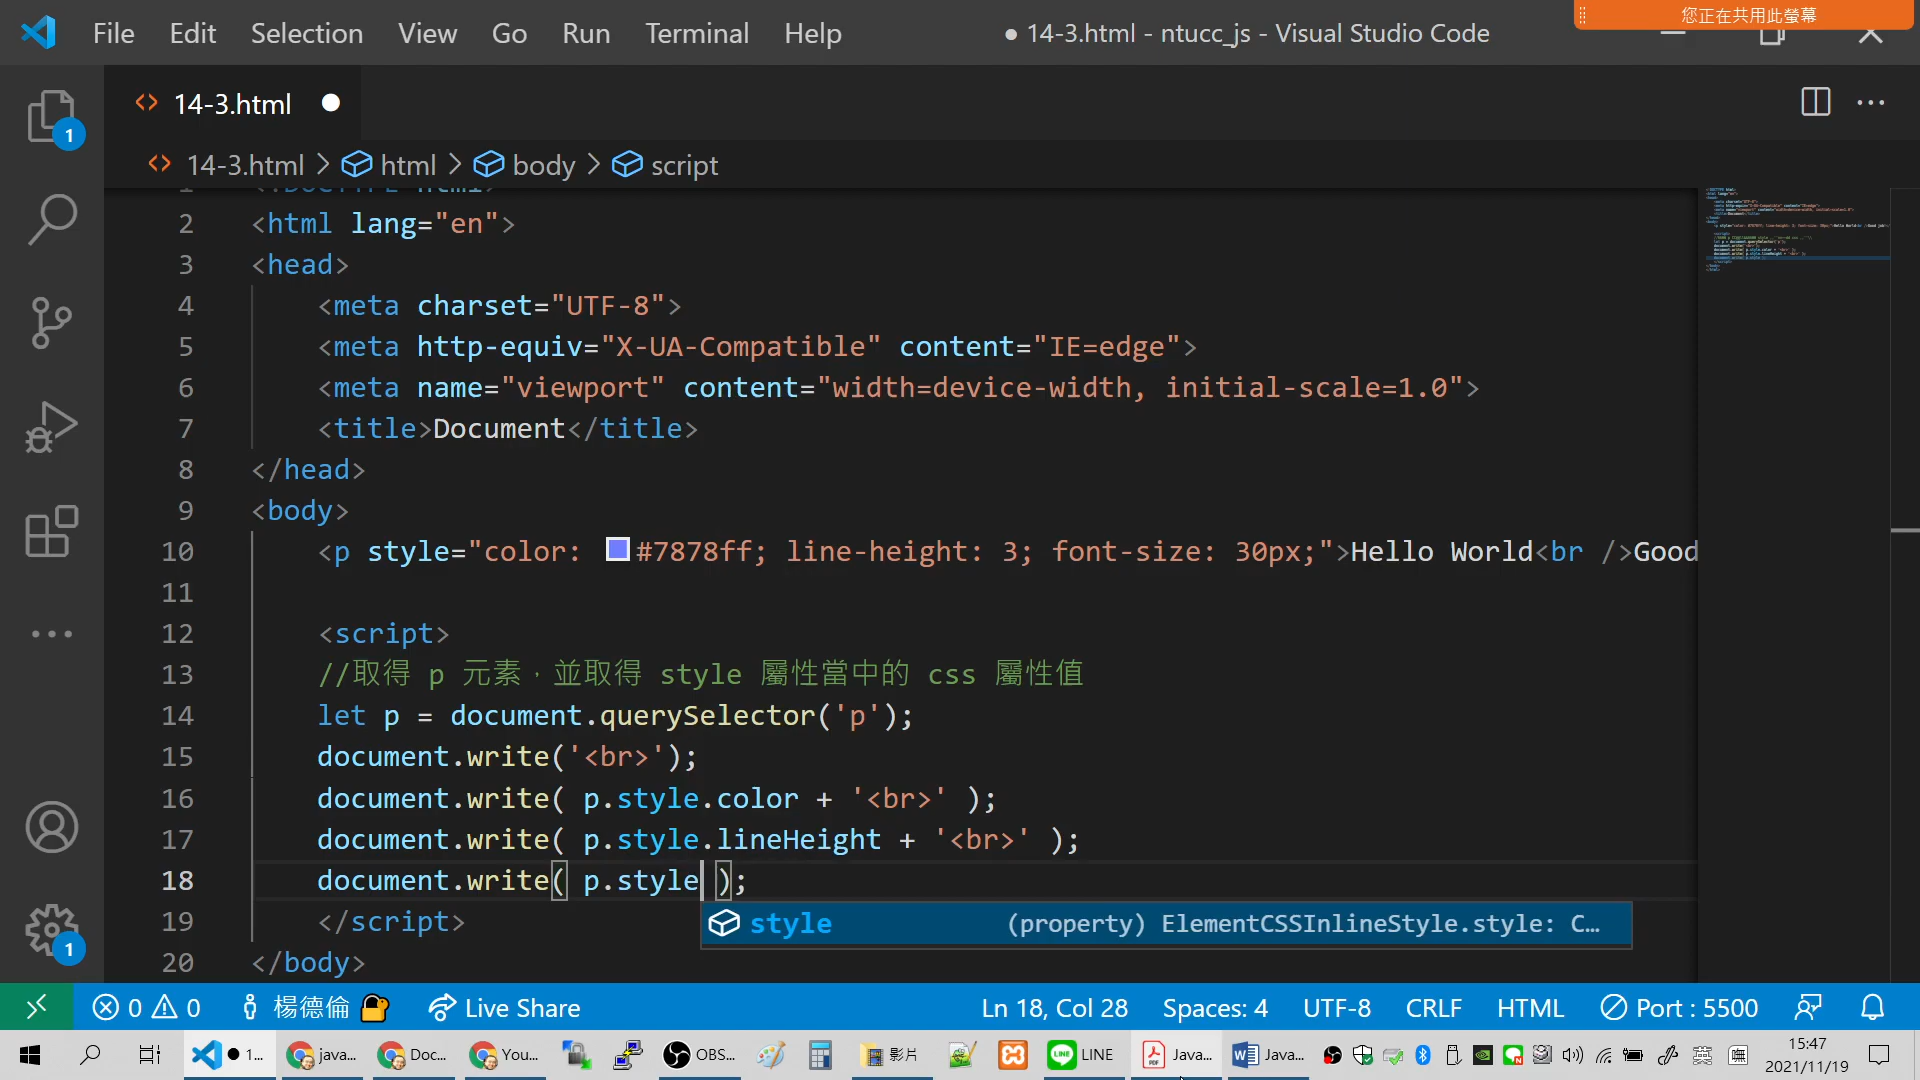 File Edit Selection View Go Run Terminal Help
● 14-3.html - ntucc_js - Visual Studio Code
您正在共用此螢幕
14-3.html
14-3.html > html > body > script
1 <!DOCTYPE html>
2 <html lang="en">
3 <head>
4 <meta charset="UTF-8">
5 <meta http-equiv="X-UA-Compatible" content="IE=edge">
6 <meta name="viewport" content="width=device-width, initial-scale=1.0">
7 <title>Document</title>
8 </head>
9 <body>
10 <p style="color: #7878ff; line-height: 3; font-size: 30px;">Hello World<br />Good
11
12 <script>
13 //取得 p 元素，並取得 style 屬性當中的 css 屬性值
14 let p = document.querySelector('p');
15 document.write('<br>');
16 document.write( p.style.color + '<br>' );
17 document.write( p.style.lineHeight + '<br>' );
18 document.write( p.style );
style (property) ElementCSSInlineStyle.style: C…
19 </script>
20 </body>
1
1
0 0 楊德倫 Live Share Ln 18, Col 28 Spaces: 4 UTF-8 CRLF HTML Port : 5500
● 1... java... Doc... You... OBS... 影片 LINE Java... Java... 英
15:47
2021/11/19